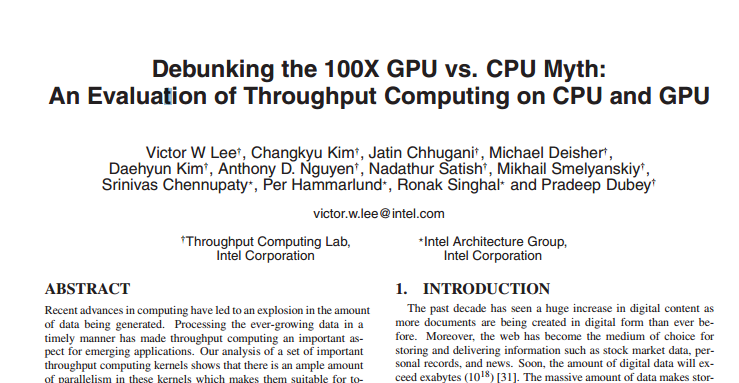 Debunking the 100X GPU vs. CPU Myth:
An Evaluation of Throughput Computing on CPU and GPU
Victor W Lee†, Changkyu Kim†, Jatin Chhugani†, Michael Deisher†,
Daehyun Kim†, Anthony D. Nguyen†, Nadathur Satish†, Mikhail Smelyanskiy†,
Srinivas Chennupaty⋆, Per Hammarlund⋆, Ronak Singhal⋆ and Pradeep Dubey†
victor.w.lee@intel.com
†Throughput Computing Lab,
Intel Corporation
⋆Intel Architecture Group,
Intel Corporation
ABSTRACT
Recent advances in computing have led to an explosion in the amount
of data being generated. Processing the ever-growing data in a
timely manner has made throughput computing an important as-
pect for emerging applications. Our analysis of a set of important
throughput computing kernels shows that there is an ample amount
of parallelism in these kernels which makes them suitable for to-
1. INTRODUCTION
The past decade has seen a huge increase in digital content as
more documents are being created in digital form than ever be-
fore. Moreover, the web has become the medium of choice for
storing and delivering information such as stock market data, per-
sonal records, and news. Soon, the amount of digital data will ex-
ceed exabytes (10¹⁸) [31]. The massive amount of data makes stor-